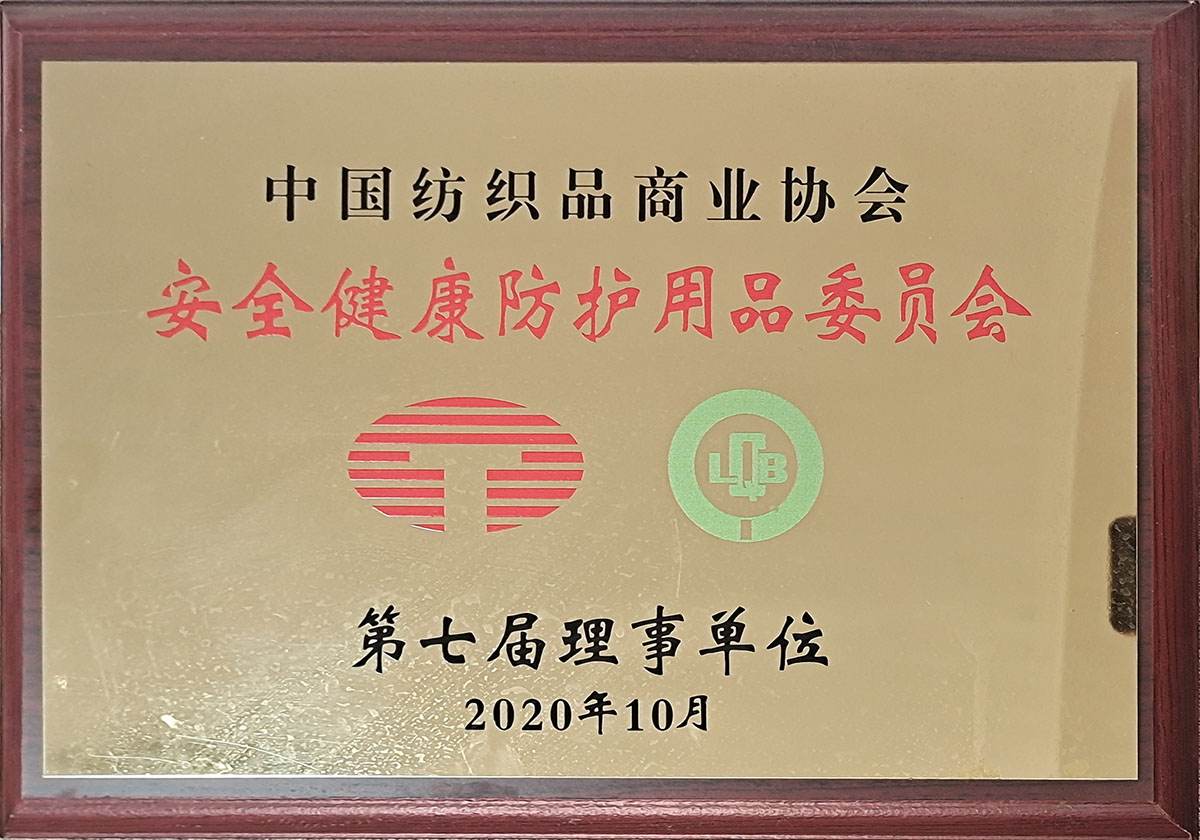 中国纺织品商业协会
安全健康防护用品委员会
LQB
第七届理事单位
2020年10月